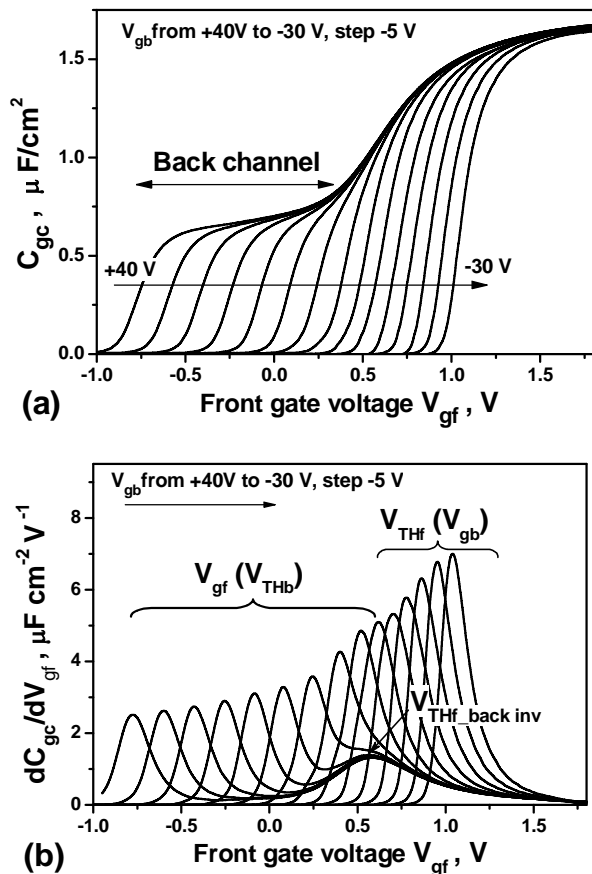 V_gb from +40V to -30 V, step -5 V
Back channel
+40 V
-30 V
C_gc , μ F/cm^2
1.5
1.0
0.5
0.0
-1.0 -0.5 0.0 0.5 1.0 1.5
(a)
Front gate voltage V_gf , V
V_gb from +40V to -30 V, step -5 V
V_THf (V_gb)
V_gf (V_THb)
V_THf_back inv
dC_gc/dV_gf, μF cm^-2 V^-1
8
6
4
2
0
-1.0 -0.5 0.0 0.5 1.0 1.5
(b)
Front gate voltage V_gf , V